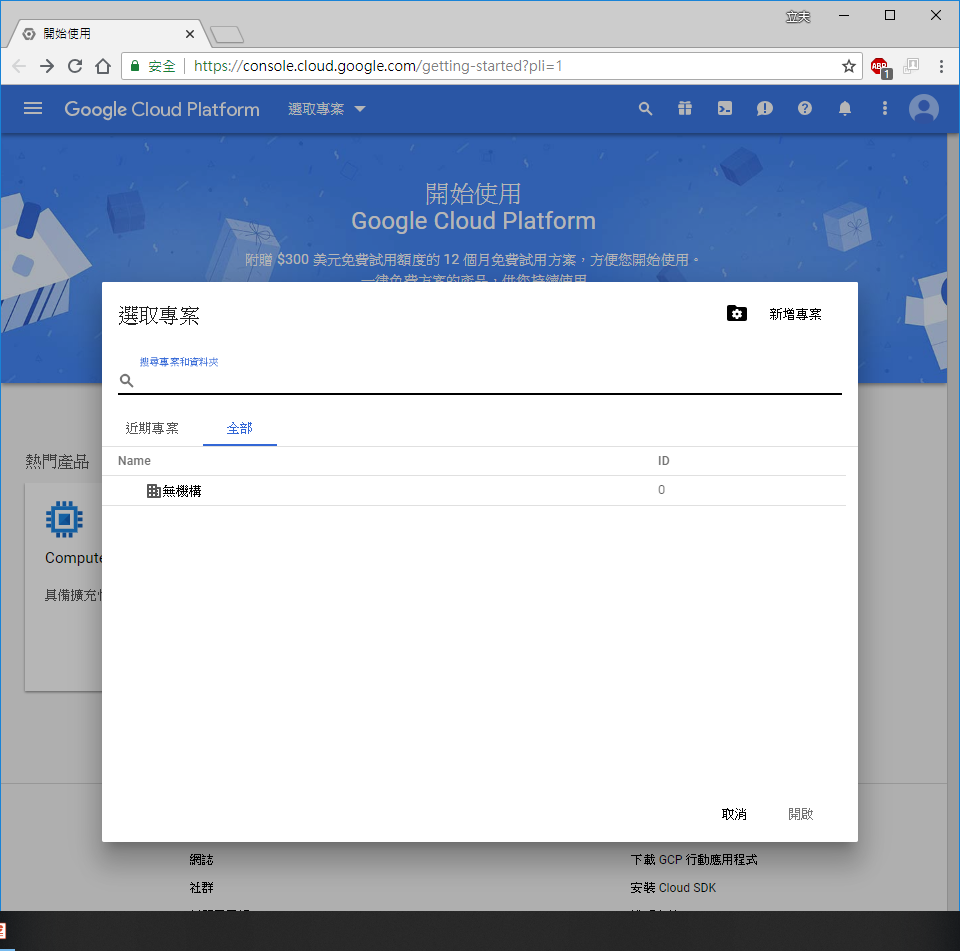 立夫
開始使用
安全
https://console.cloud.google.com/getting-started?pli=1
ABP
1
Google Cloud Platform
選取專案
開始使用
Google Cloud Platform
附贈 $300 美元免費試用額度的 12 個月免費試用方案，方便您開始使用。
一律免費方案的產品，供您持續使用
選取專案
新增專案
搜尋專案和資料夾
近期專案
全部
熱門產品
Name
ID
無機構
0
Compute
具備擴充
取消
開啟
網誌
下載 GCP 行動應用程式
社群
安裝 Cloud SDK